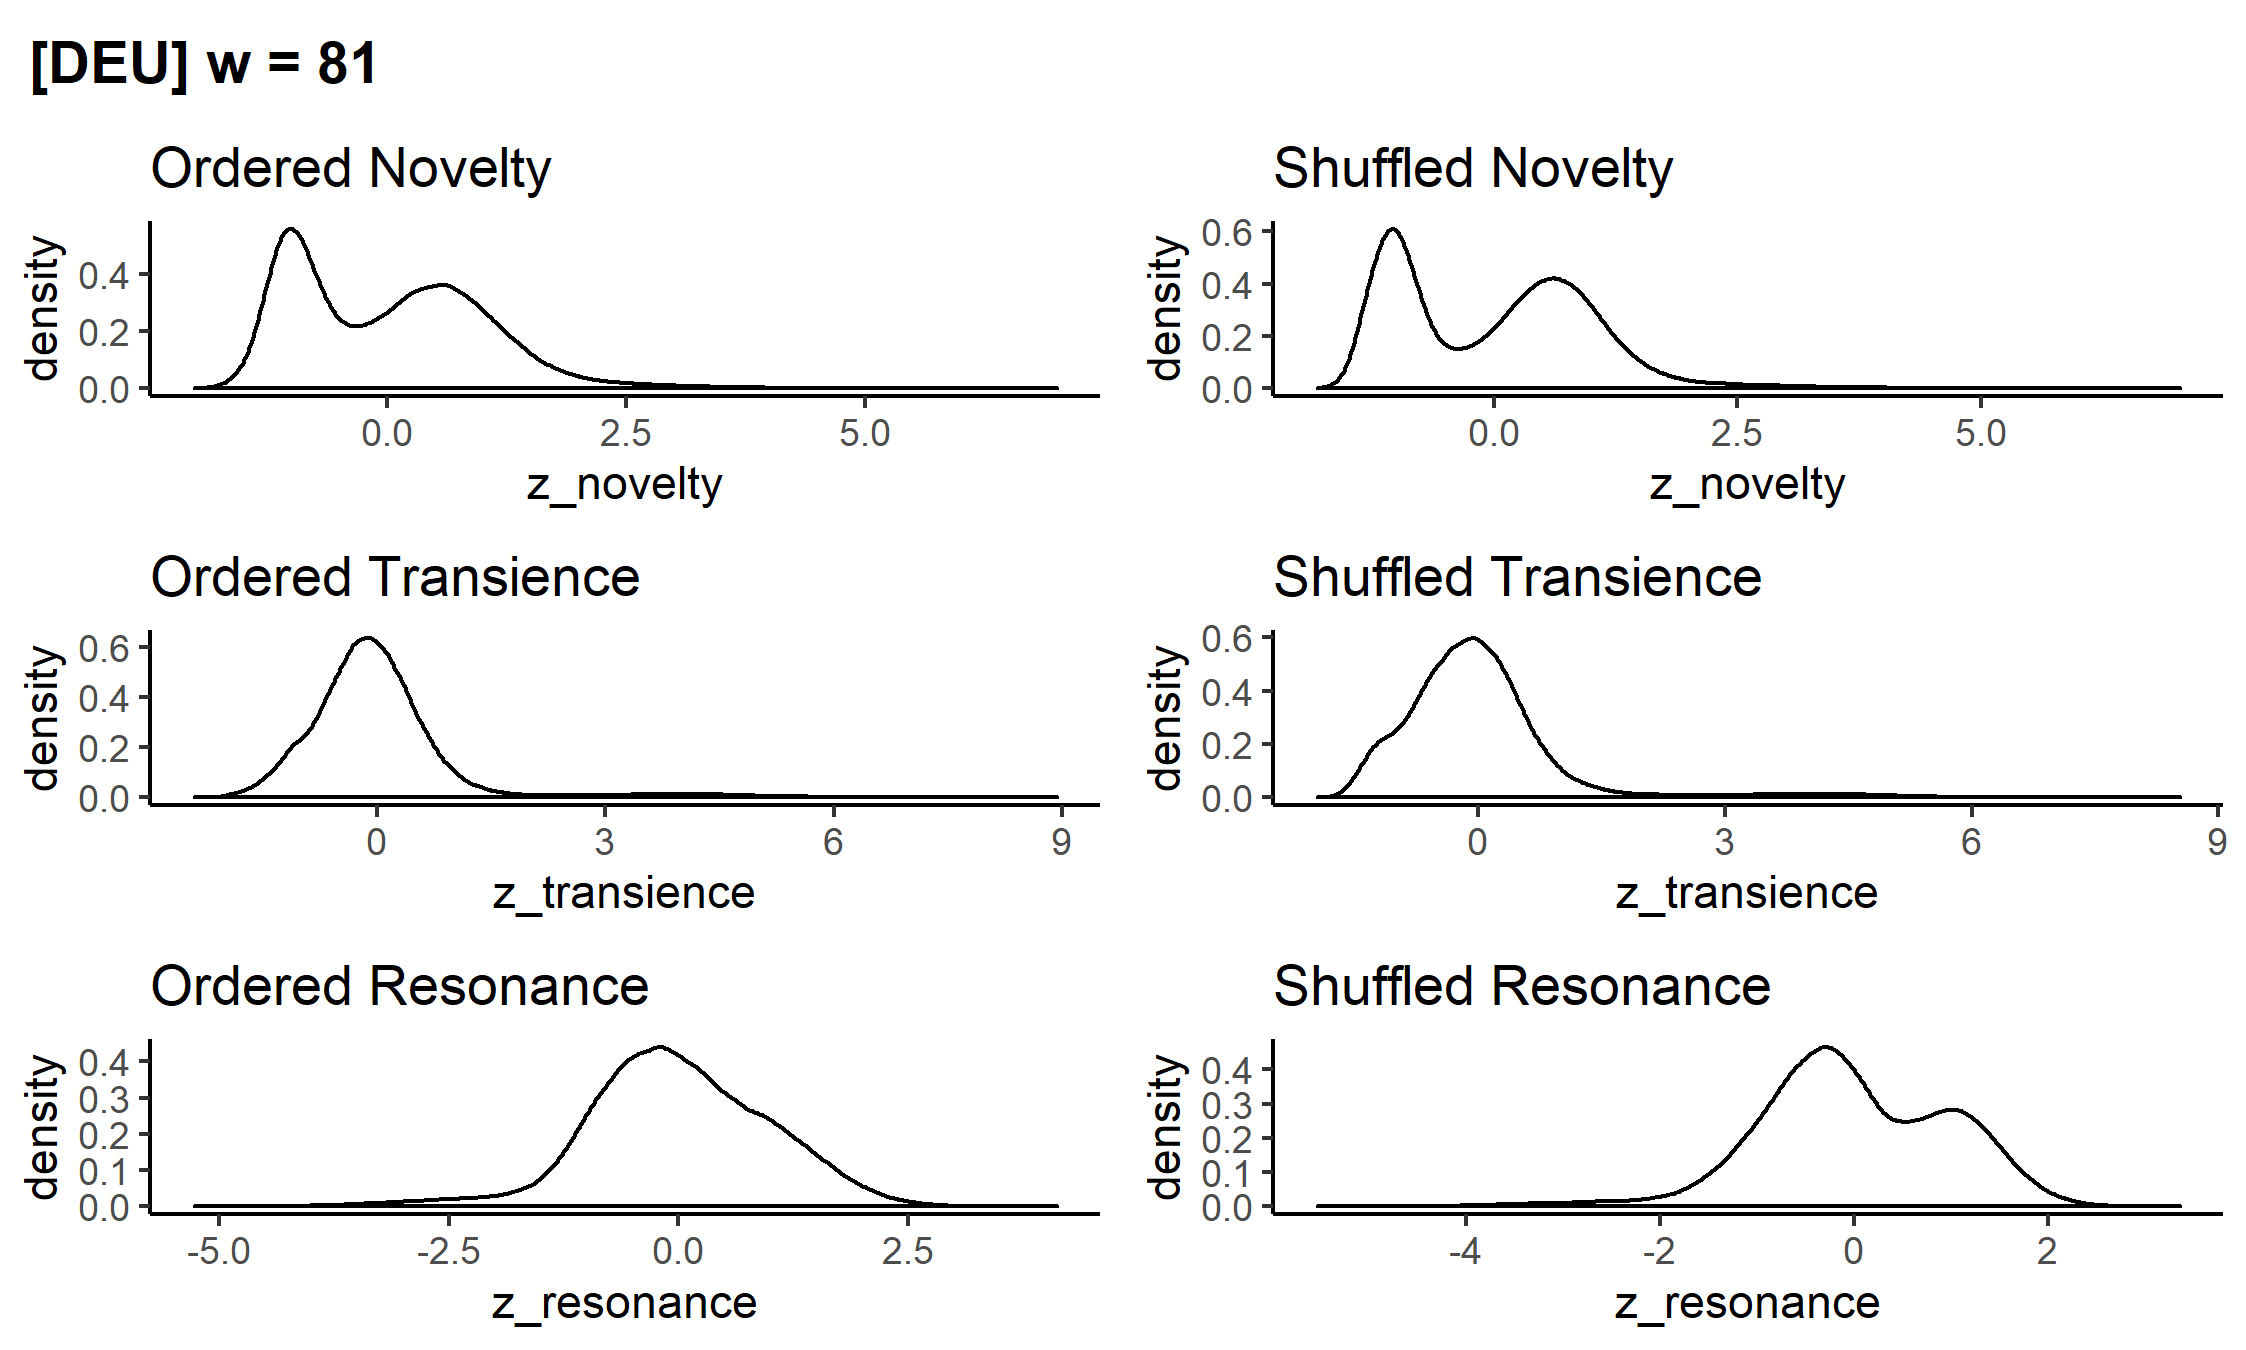 [DEU] w = 81
Ordered Novelty
density
0.4
0.2
0.0
0.0 2.5 5.0
z_novelty
Shuffled Novelty
density
0.6
0.4
0.2
0.0
0.0 2.5 5.0
z_novelty
Ordered Transience
density
0.6
0.4
0.2
0.0
0 3 6 9
z_transience
Shuffled Transience
density
0.6
0.4
0.2
0.0
0 3 6 9
z_transience
Ordered Resonance
density
0.4
0.3
0.2
0.1
0.0
-5.0 -2.5 0.0 2.5
z_resonance
Shuffled Resonance
density
0.4
0.3
0.2
0.1
0.0
-4 -2 0 2
z_resonance